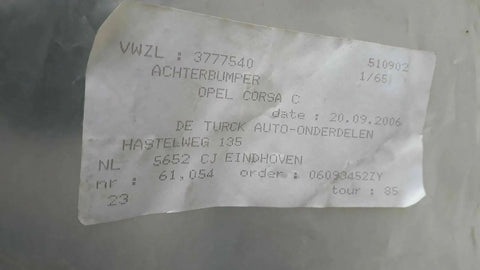 VWZL : 3777540 510902
ACHTERBUMPER 1/65
OPEL CORSA C
date : 20.09.2006
DE TURCK AUTO-ONDERDELEN
HASTELWEG 135
NL 5652 CJ EINDHOVEN
nr : 61,054 order : 06093452ZY
23 tour : 85